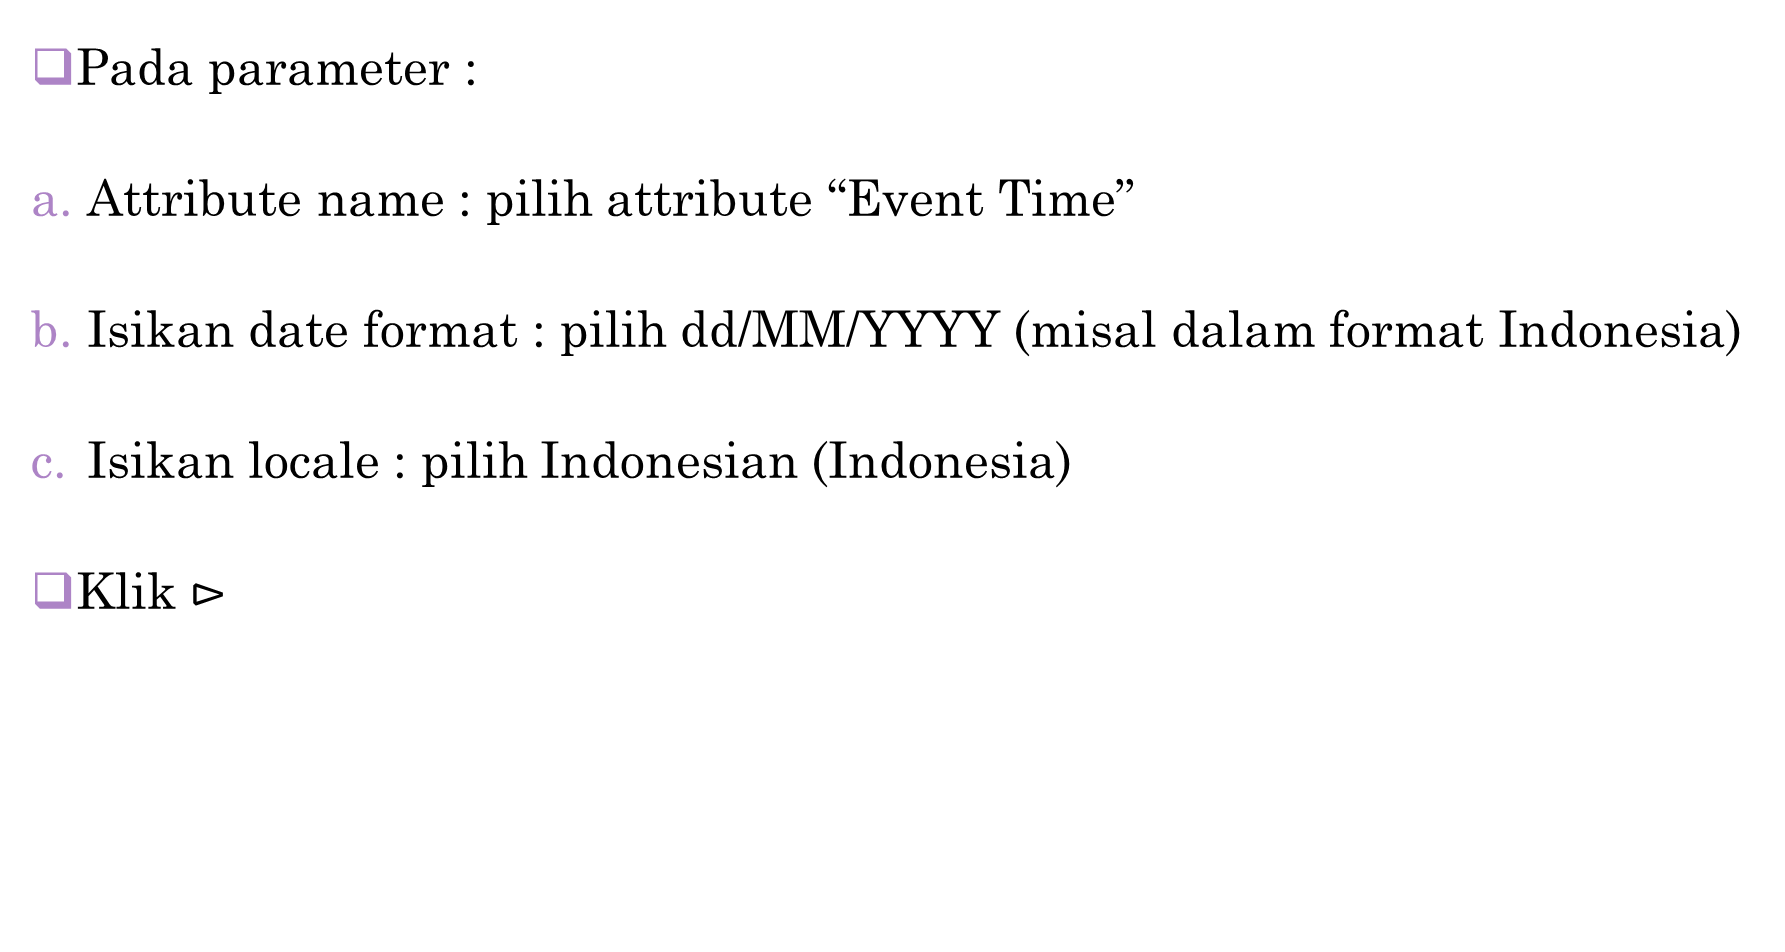 ❑Pada parameter :
a. Attribute name : pilih attribute “Event Time”
b. Isikan date format : pilih dd/MM/YYYY (misal dalam format Indonesia)
c. Isikan locale : pilih Indonesian (Indonesia)
❑Klik ⊳